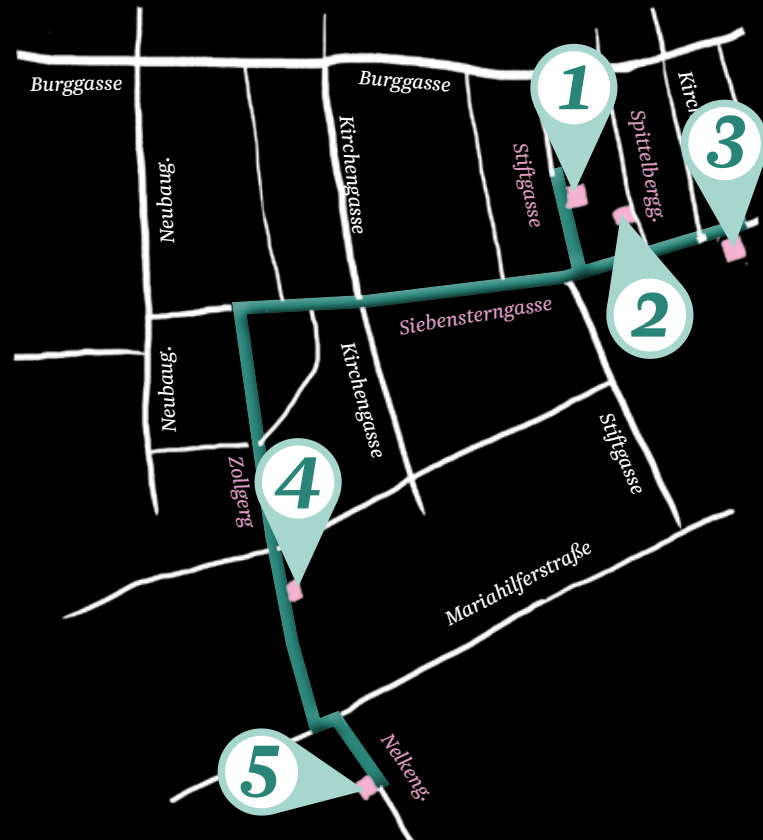 Burggasse
Burggasse
1
Kirc
3
Neubaug.
Kirchengasse
Stiftgasse
Spittelbergg.
2
Siebensterngasse
Neubaug.
Kirchengasse
Stiftgasse
Zollgerg
4
Mariahilferstraße
5
Nelkeng.